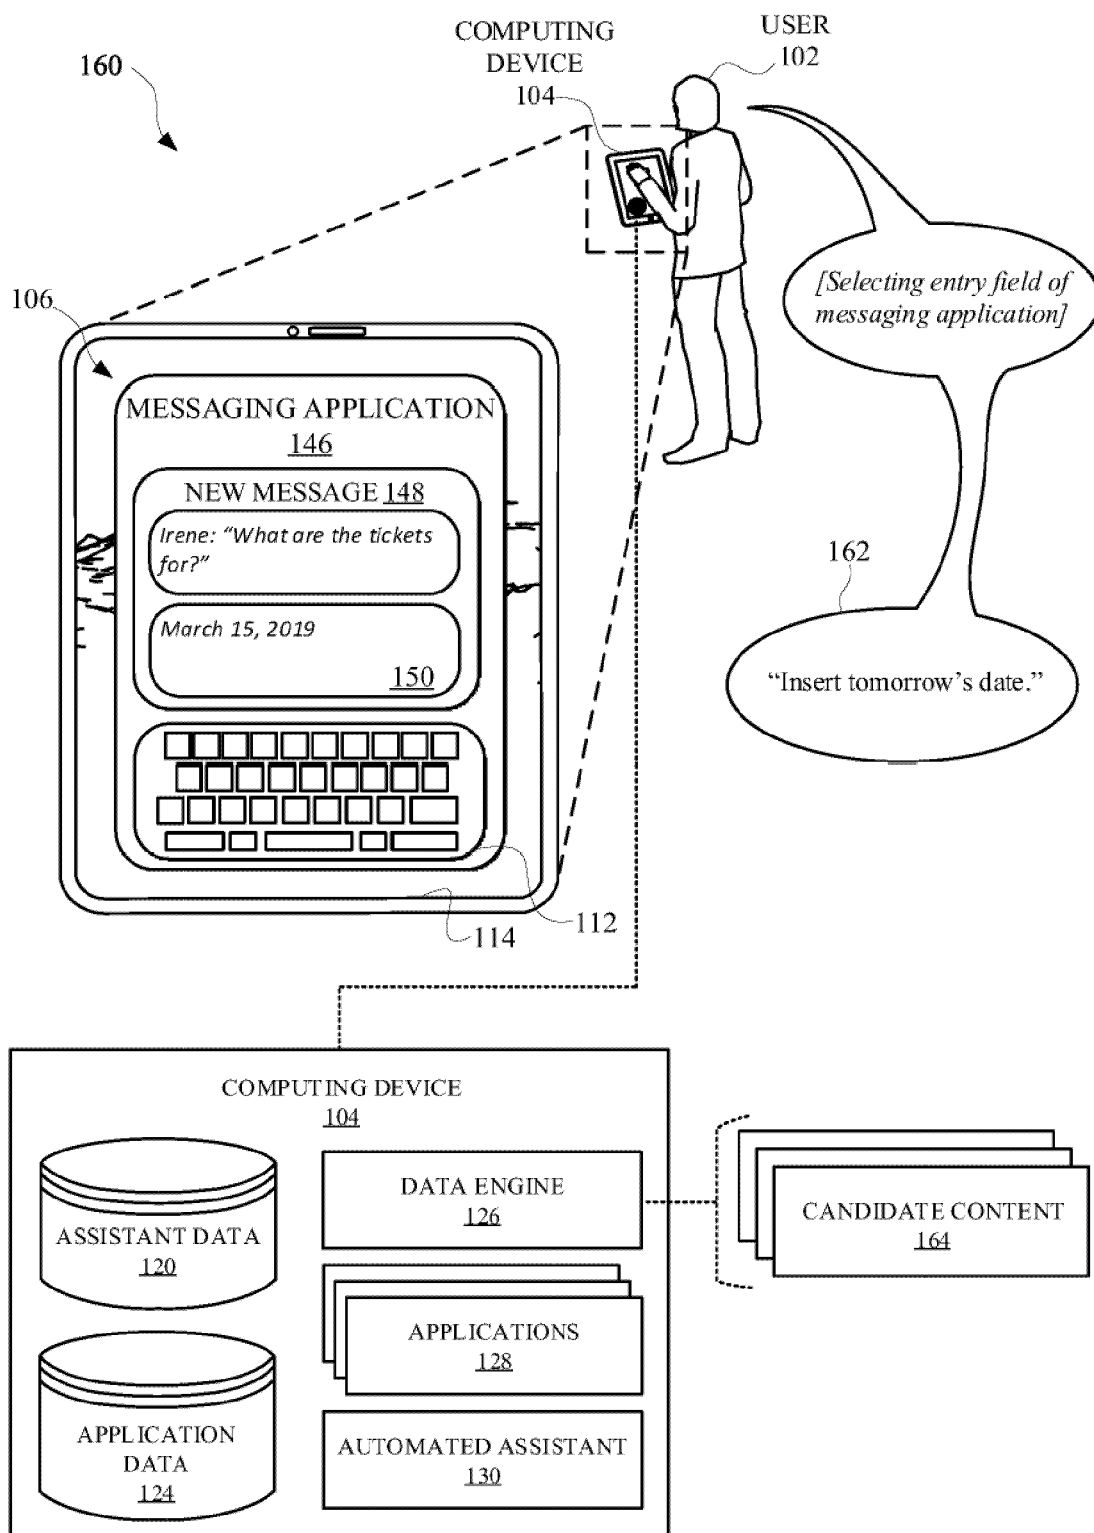 COMPUTING
DEVICE
104
USER
102
160
[Selecting entry field of
messaging application]
106
MESSAGING APPLICATION
146
NEW MESSAGE 148
Irene: “What are the tickets
for?”
March 15, 2019
150
162
“Insert tomorrow’s date.”
112
114
COMPUTING DEVICE
104
ASSISTANT DATA
120
DATA ENGINE
126
CANDIDATE CONTENT
164
APPLICATIONS
128
APPLICATION
DATA
124
AUTOMATED ASSISTANT
130